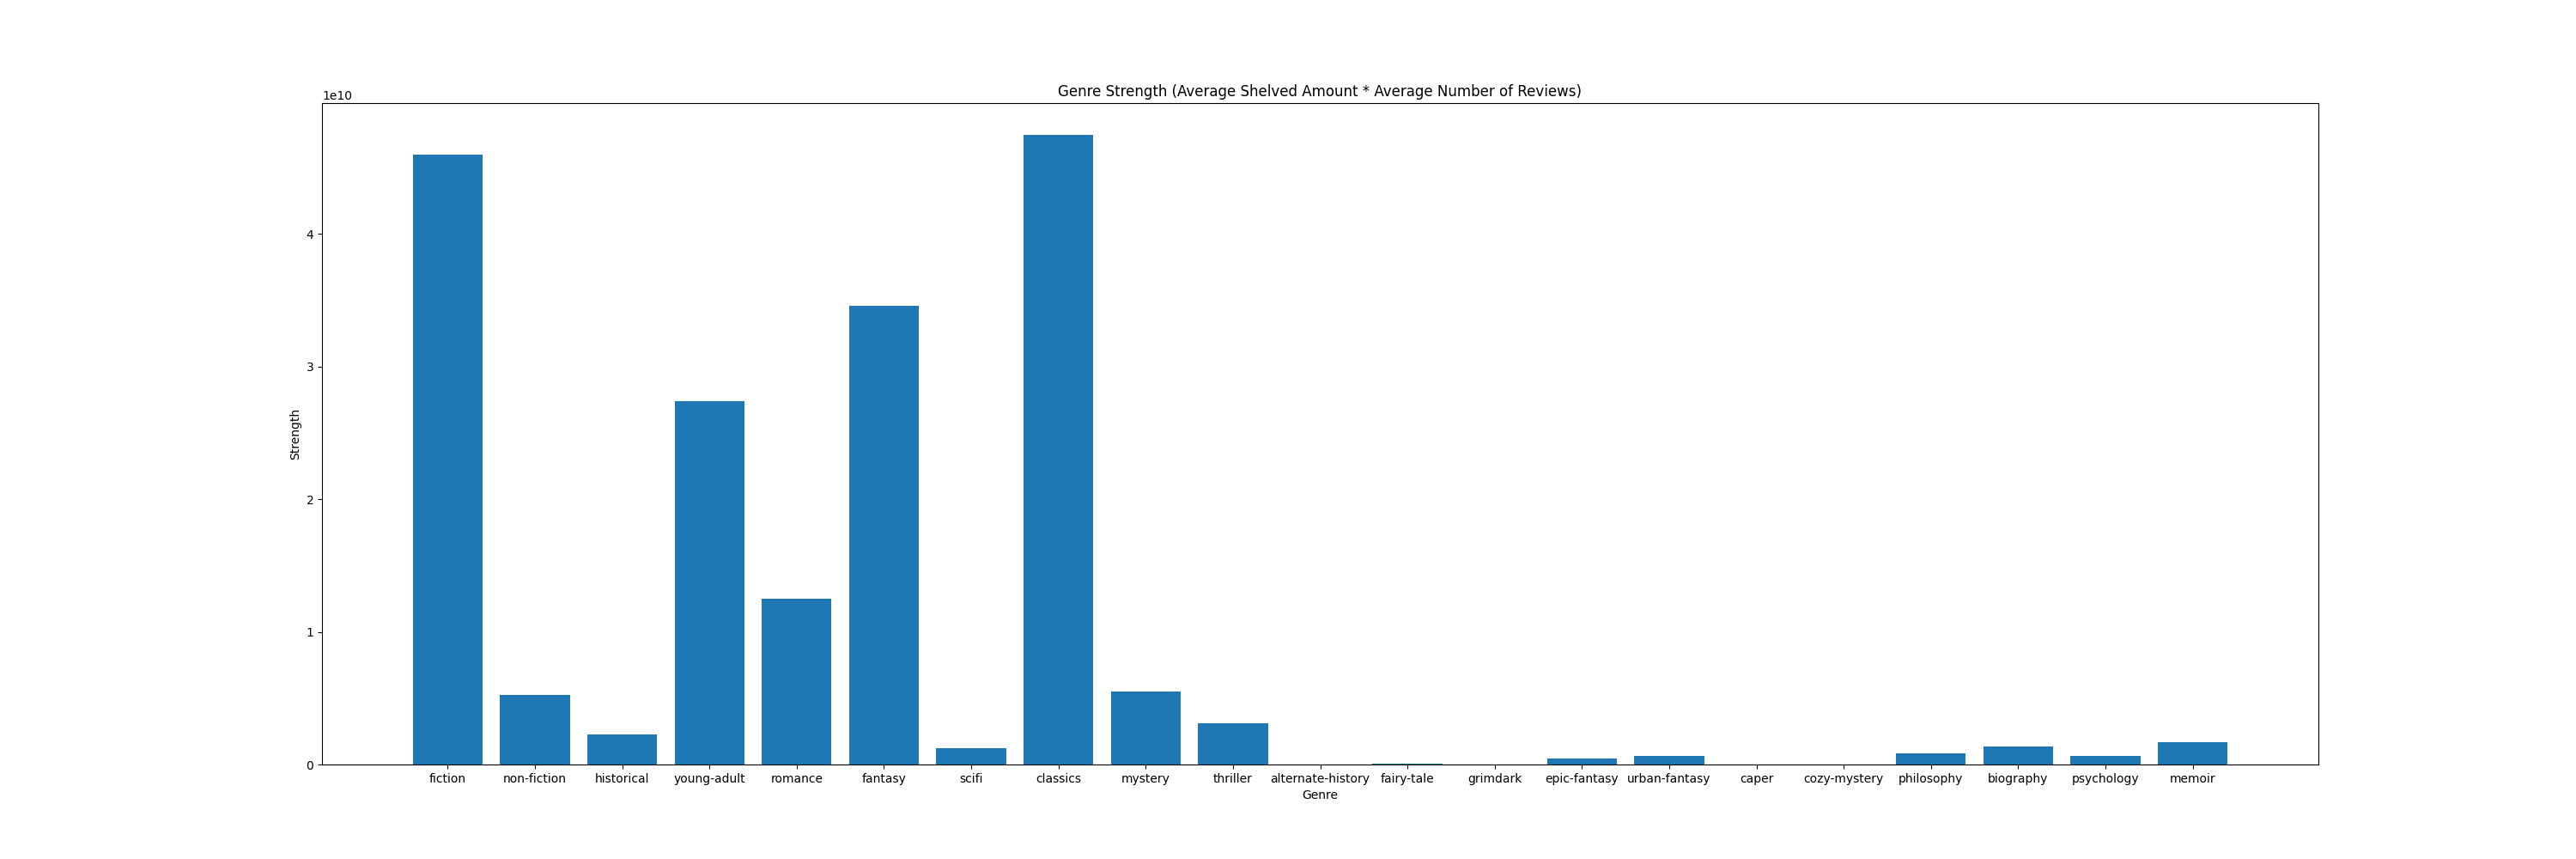 Genre Strength (Average Shelved Amount * Average Number of Reviews)
1e10
4
3
2
1
0
Strength
fiction non-fiction historical young-adult romance fantasy scifi classics mystery thriller alternate-history fairy-tale grimdark epic-fantasy urban-fantasy caper cozy-mystery philosophy biography psychology memoir
Genre